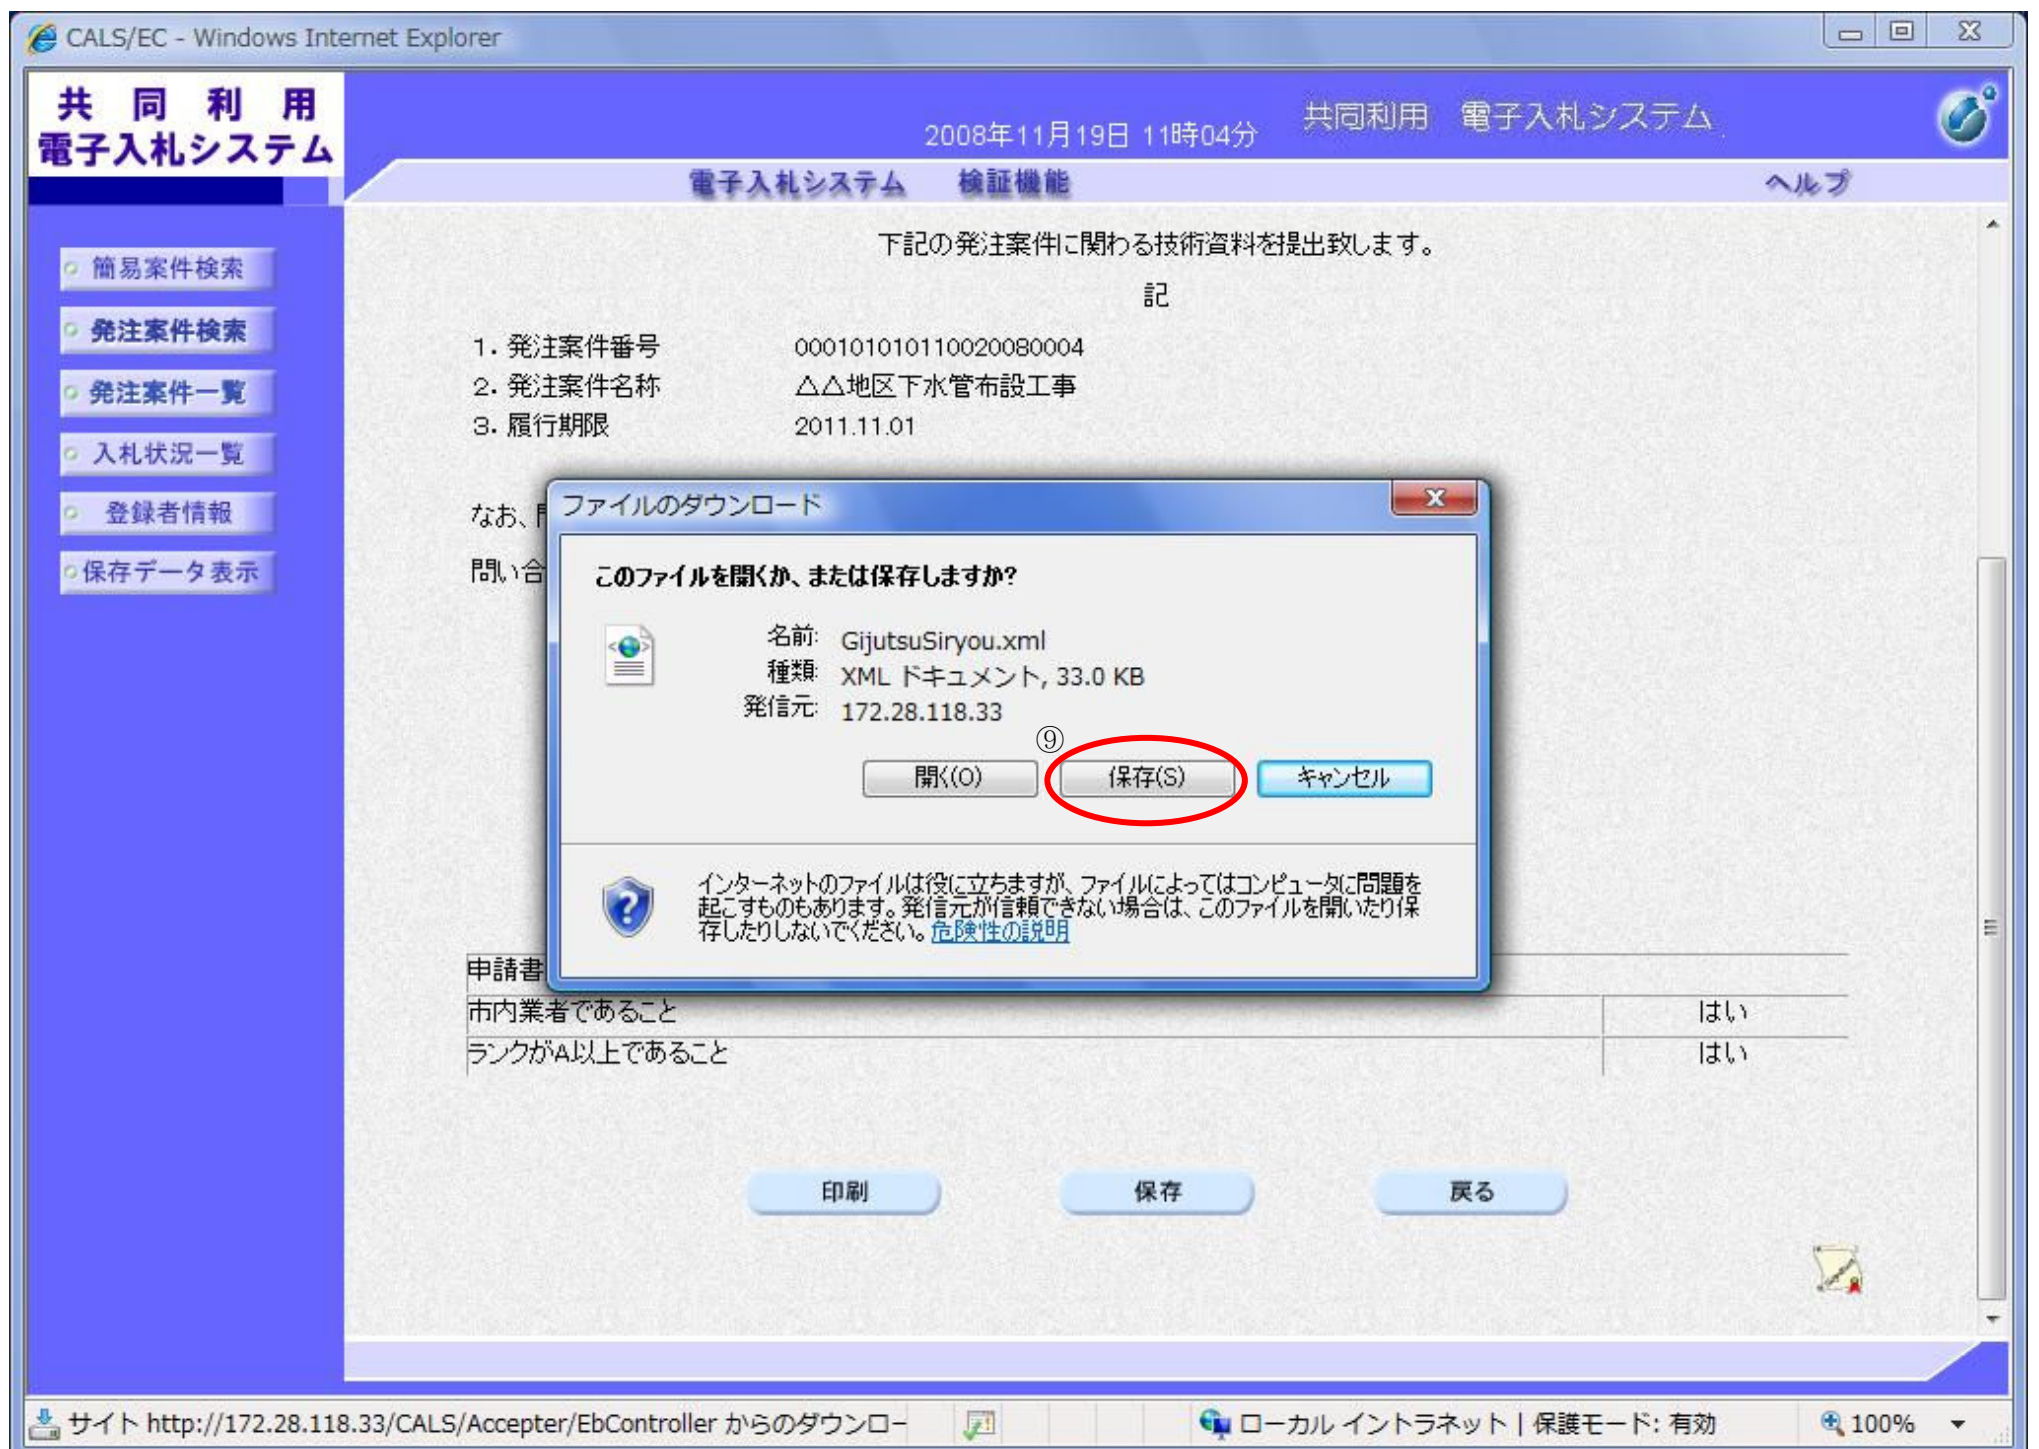 CALS/EC - Windows Internet Explorer
共 同 利 用
電子入札システム
2008年11月19日 11時04分
共同利用 電子入札システム
電子入札システム 検証機能 ヘルプ
簡易案件検索
発注案件検索
発注案件一覧
入札状況一覧
登録者情報
保存データ表示
下記の発注案件に関わる技術資料を提出致します。
記
1. 発注案件番号 000101010110020080004
2. 発注案件名称 △△地区下水管布設工事
3. 履行期限 2011.11.01
なお、
問い合
ファイルのダウンロード
このファイルを開くか、または保存しますか?
名前: GijutsuSiryou.xml
種類: XML ドキュメント, 33.0 KB
発信元: 172.28.118.33
⑨
開く(O) 保存(S) キャンセル
インターネットのファイルは役に立ちますが、ファイルによってはコンピュータに問題を
起こすものもあります。発信元が信頼できない場合は、このファイルを開いたり保
存したりしないでください。危険性の説明
申請書
市内業者であること はい
ランクがA以上であること はい
印刷 保存 戻る
サイト http://172.28.118.33/CALS/Accepter/EbController からのダウンロー
ローカル イントラネット | 保護モード: 有効
100%